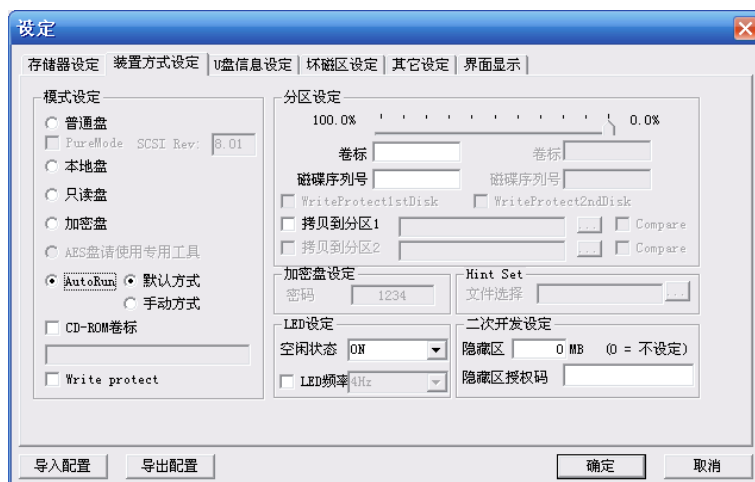 设定
存储器设定 装置方式设定 U盘信息设定 坏磁区设定 其它设定 界面显示
模式设定
普通盘
PureMode SCSI Rev: 8.01
本地盘
只读盘
加密盘
AES盘请使用专用工具
AutoRun 默认方式
手动方式
CD-ROM卷标
Write protect
分区设定
100.0% 0.0%
卷标 卷标
磁碟序列号 磁碟序列号
WriteProtect1stDisk WriteProtect2ndDisk
拷贝到分区1 ... Compare
拷贝到分区2 ... Compare
加密盘设定
密码 1234
Hint Set
文件选择 ...
LED设定
空闲状态 ON
LED频率 4Hz
二次开发设定
隐藏区 0 MB (0 = 不设定)
隐藏区授权码
导入配置 导出配置 确定 取消